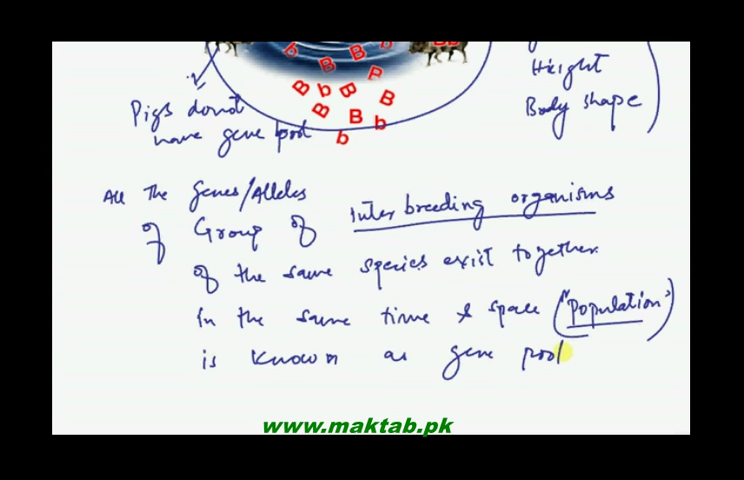 b B B b
B b B P B
B B b
b
Height
Body shape
Pigs donot
have gene pool
All The Genes/Alleles
of Group of Inter breeding organisms
of the same species exist together
in the same time & space ("Population")
is known as gene pool
www.maktab.pk